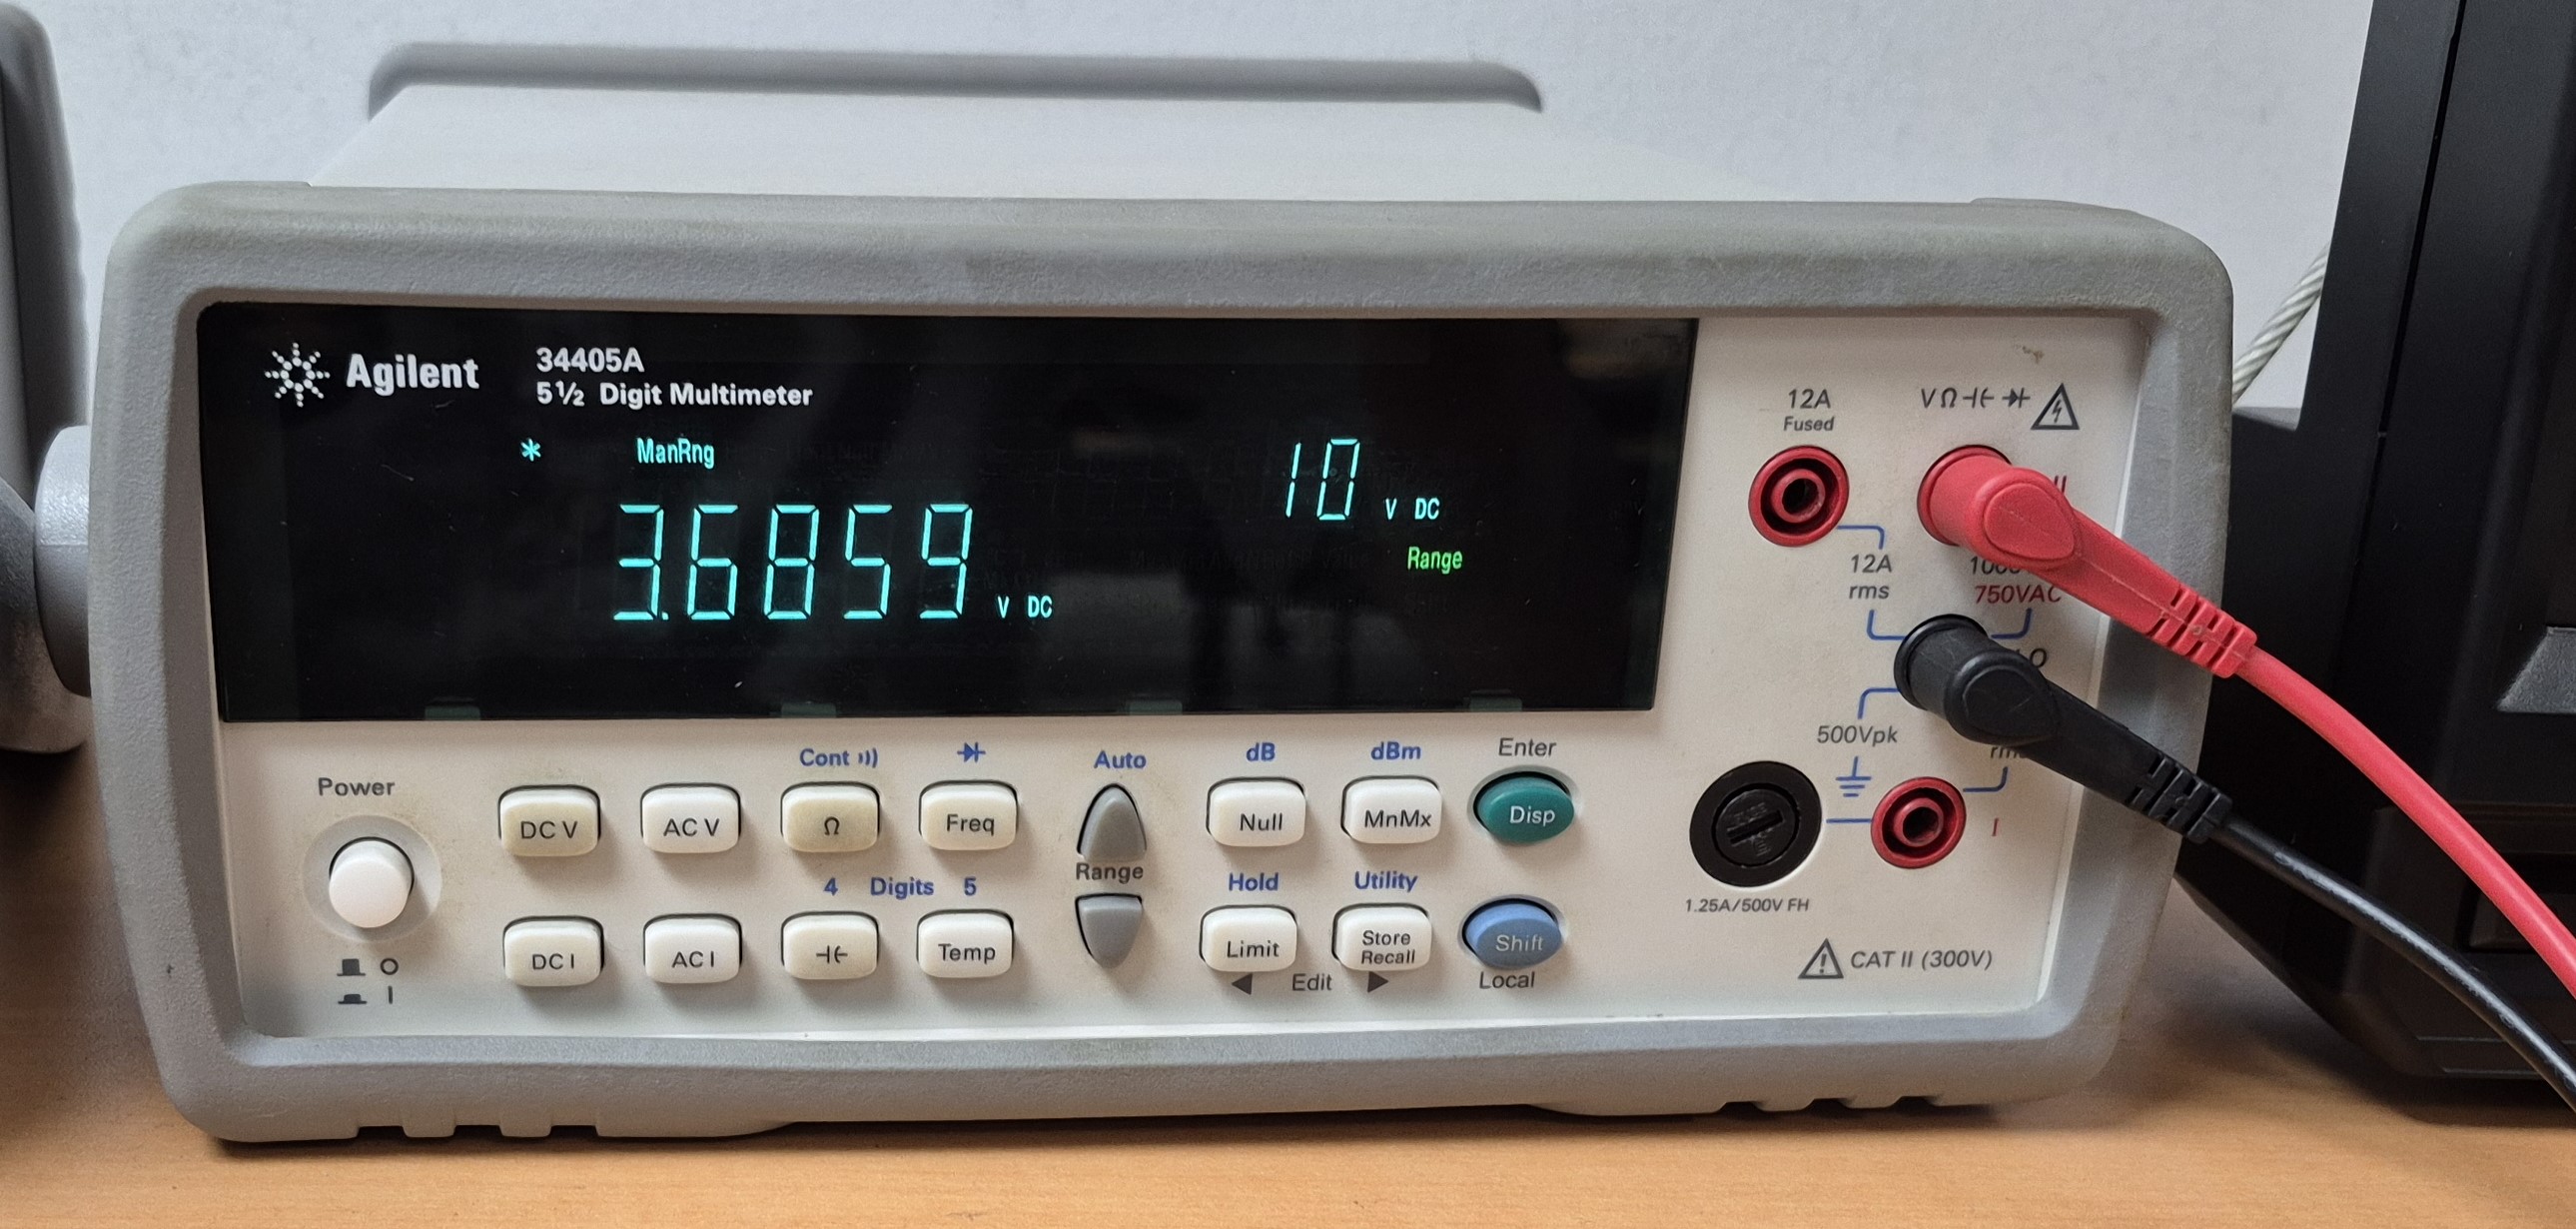 Agilent
34405A
5½ Digit Multimeter
* ManRng
3.6859 V DC
10 V DC
Range
12A
Fused
VΩ
12A
rms
750VAC
500Vpk
I
1.25A/500V FH
CAT II (300V)
Power
O
I
Cont
Auto
dB
dBm
Enter
DC V
AC V
Ω
Freq
Range
Null
MnMx
Disp
4 Digits 5
Hold
Utility
DC I
AC I
Temp
Limit
Store
Recall
Shift
Edit
Local